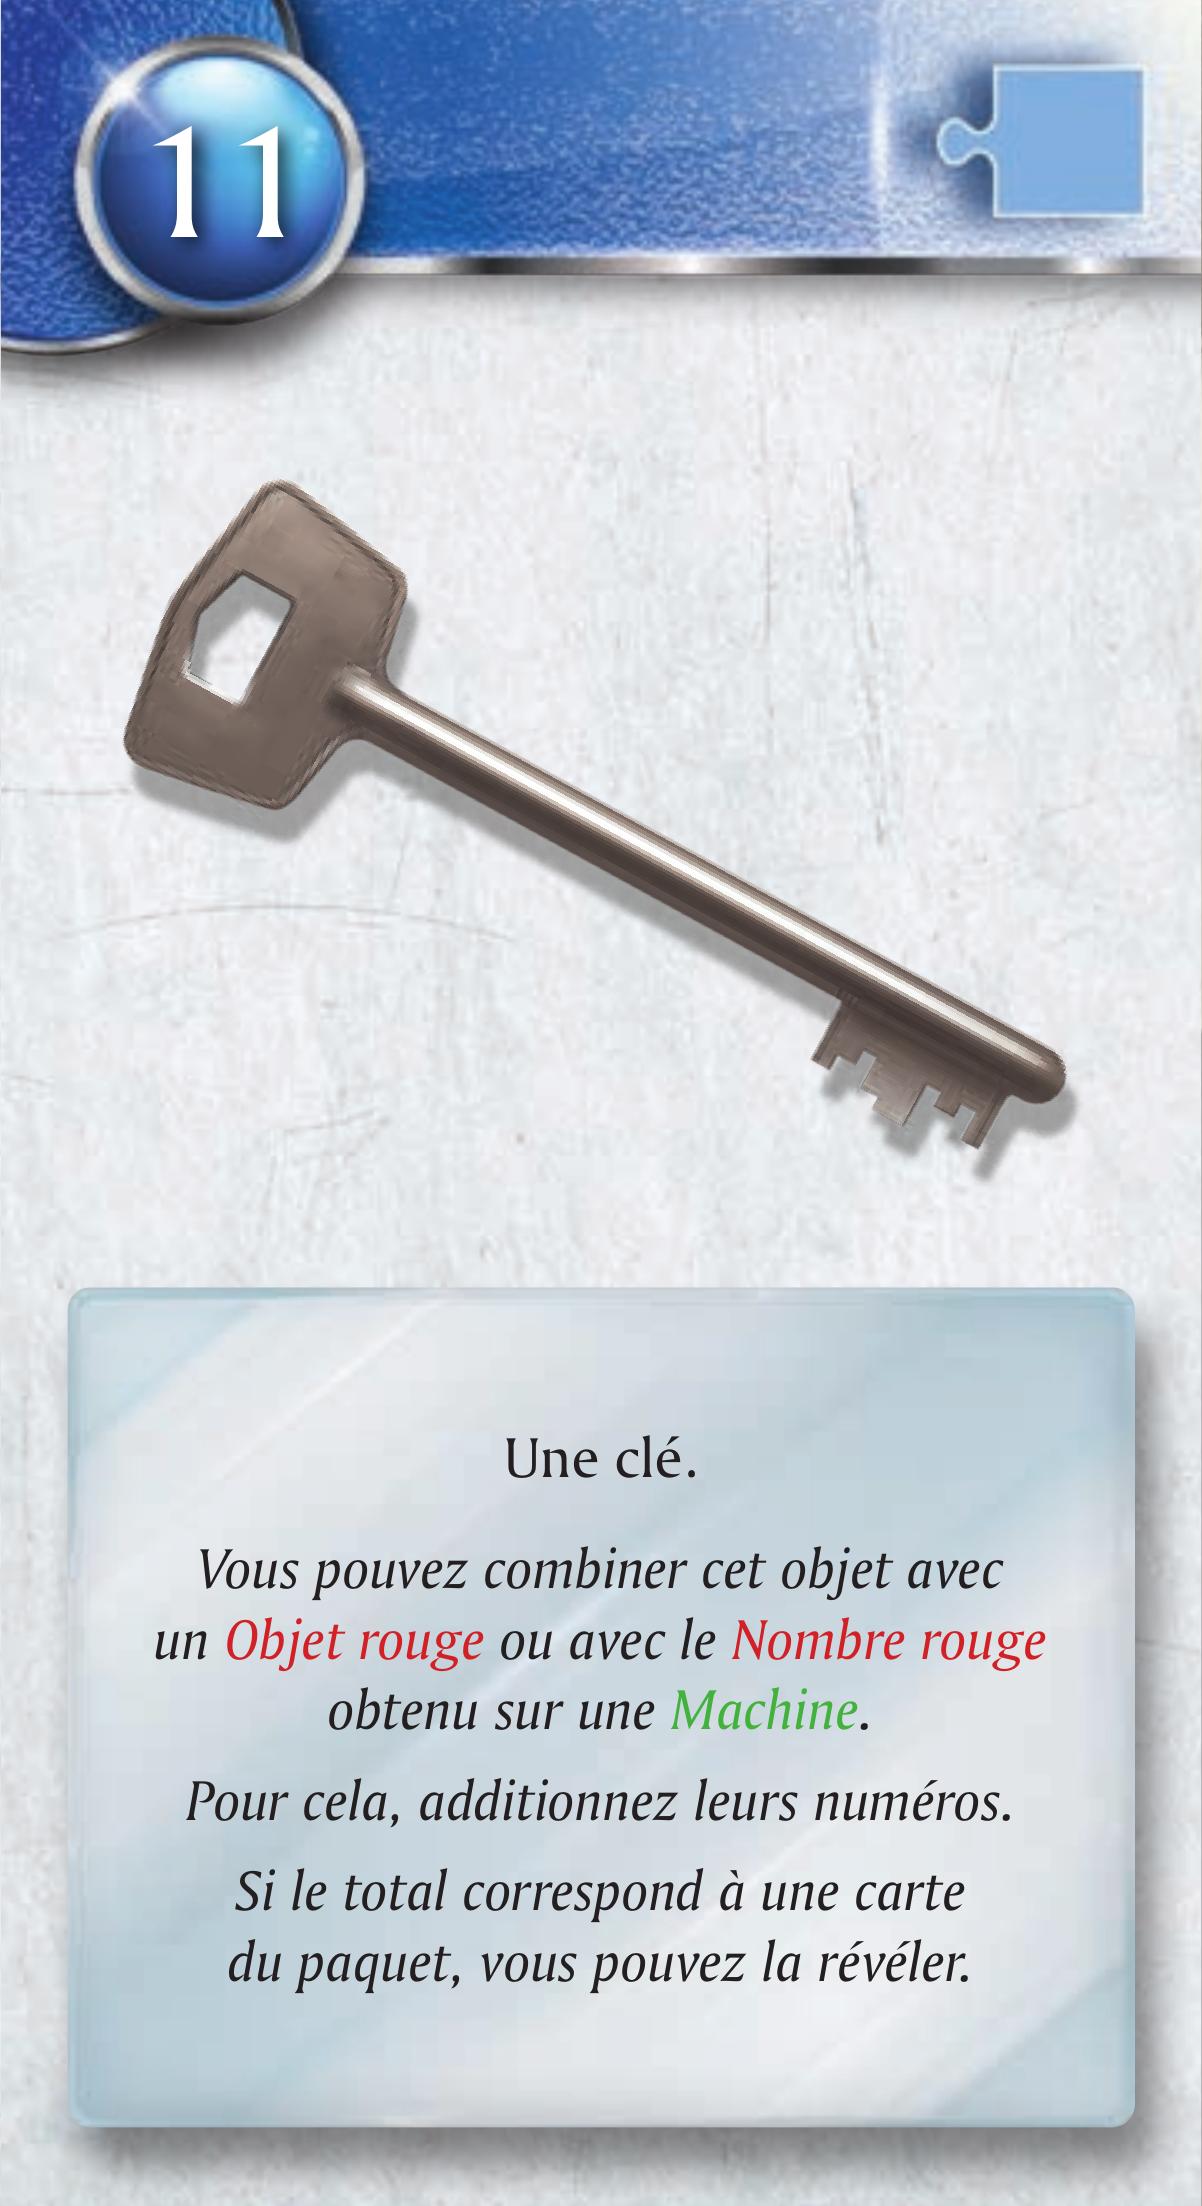 11
Une clé.
Vous pouvez combiner cet objet avec
un Objet rouge ou avec le Nombre rouge
obtenu sur une Machine.
Pour cela, additionnez leurs numéros.
Si le total correspond à une carte
du paquet, vous pouvez la révéler.